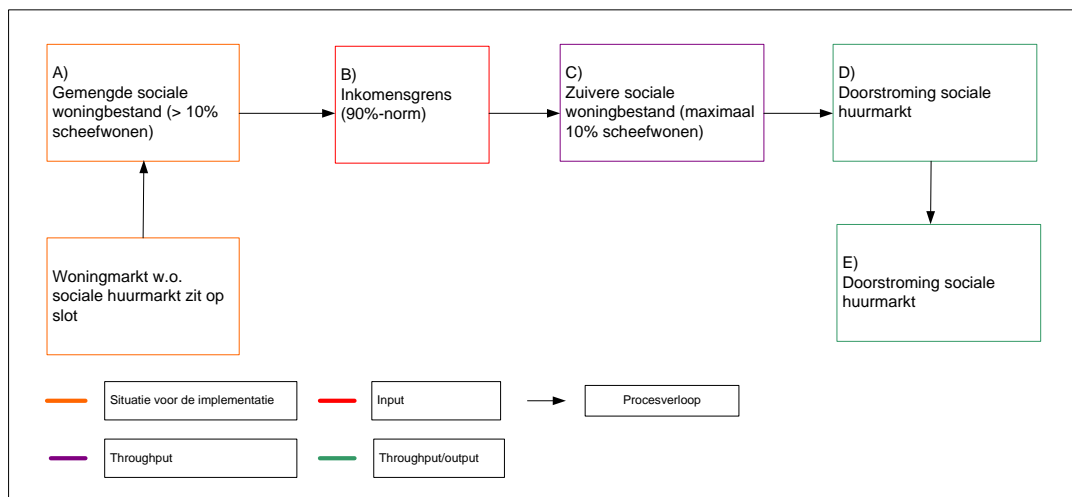 A)
Gemengde sociale
woningbestand (> 10%
scheefwonen)
B)
Inkomensgrens
(90%-norm)
C)
Zuivere sociale
woningbestand (maximaal
10% scheefwonen)
D)
Doorstroming sociale
huurmarkt
Woningmarkt w.o.
sociale huurmarkt zit op
slot
E)
Doorstroming sociale
huurmarkt
Situatie voor de implementatie
Input
Procesverloop
Throughput
Throughput/output